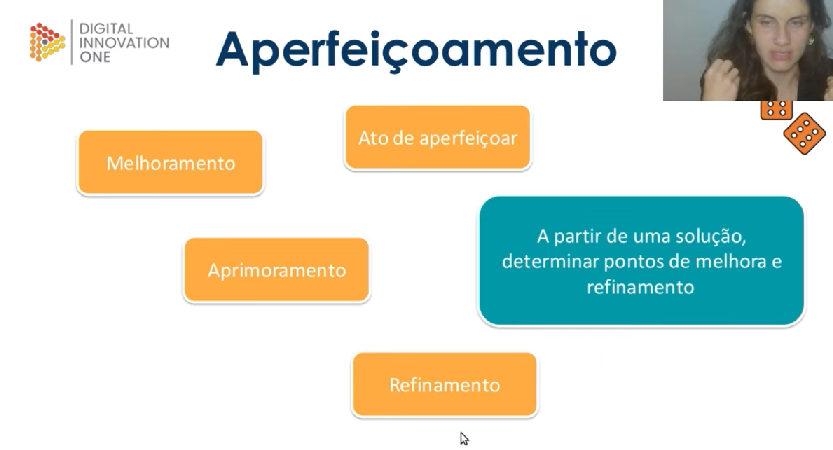 DIGITAL
INNOVATION
ONE
Aperfeiçoamento
Ato de aperfeiçoar
Melhoramento
A partir de uma solução,
determinar pontos de melhora e
refinamento
Aprimoramento
Refinamento